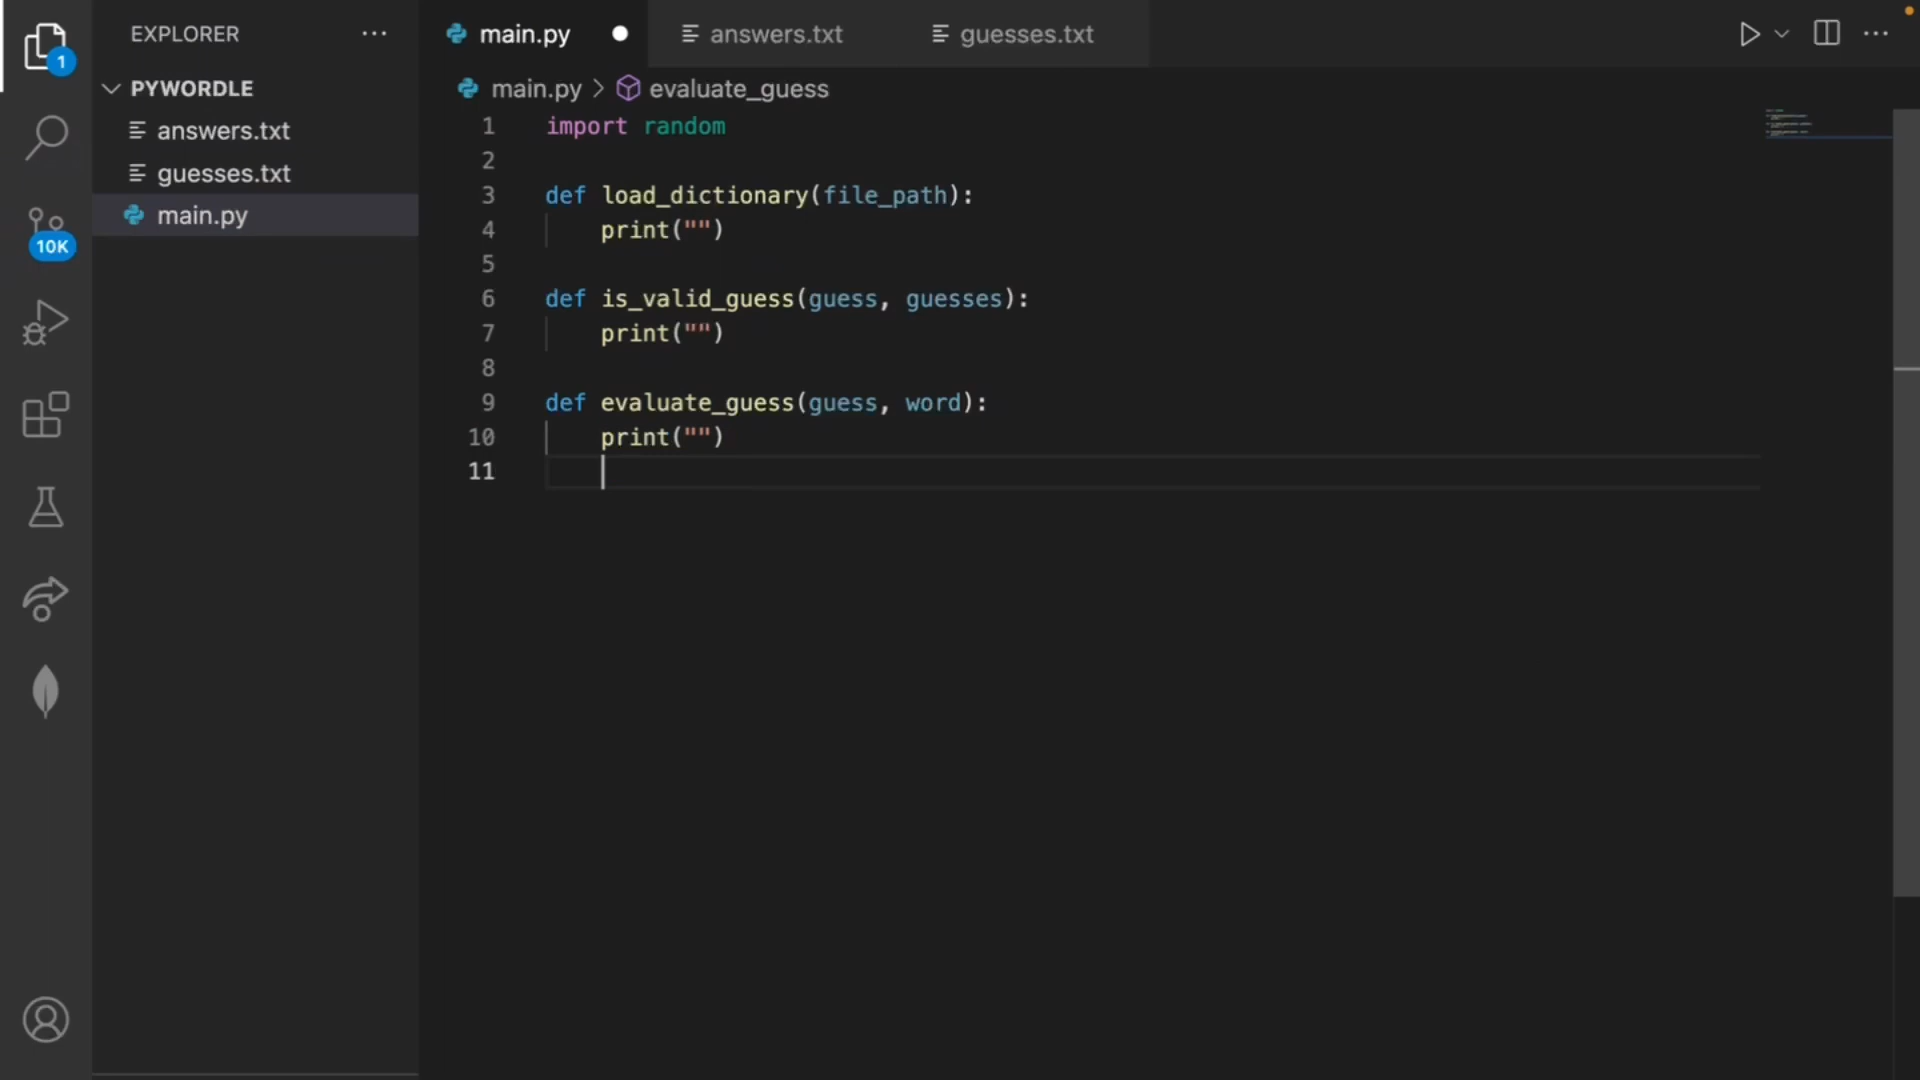 EXPLORER
PYWORDLE
answers.txt
guesses.txt
main.py
1
10K
main.py answers.txt guesses.txt
main.py > evaluate_guess
1 import random
2
3 def load_dictionary(file_path):
4     print("")
5
6 def is_valid_guess(guess, guesses):
7     print("")
8
9 def evaluate_guess(guess, word):
10     print("")
11